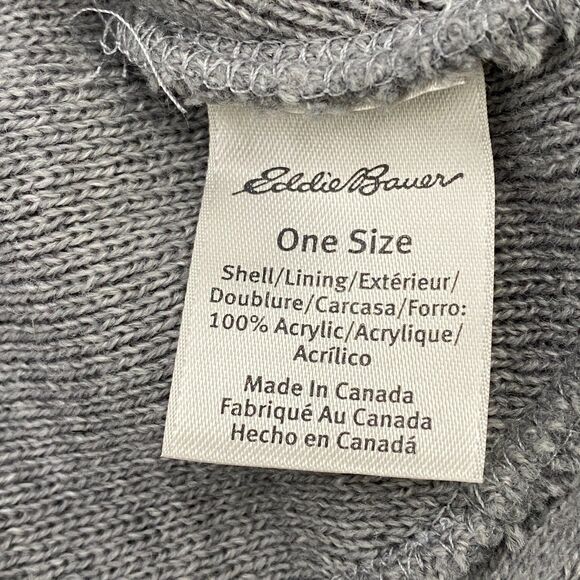 Eddie Bauer
One Size
Shell/Lining/Extérieur/
Doublure/Carcasa/Forro:
100% Acrylic/Acrylique/
Acrílico
Made In Canada
Fabriqué Au Canada
Hecho en Canadá